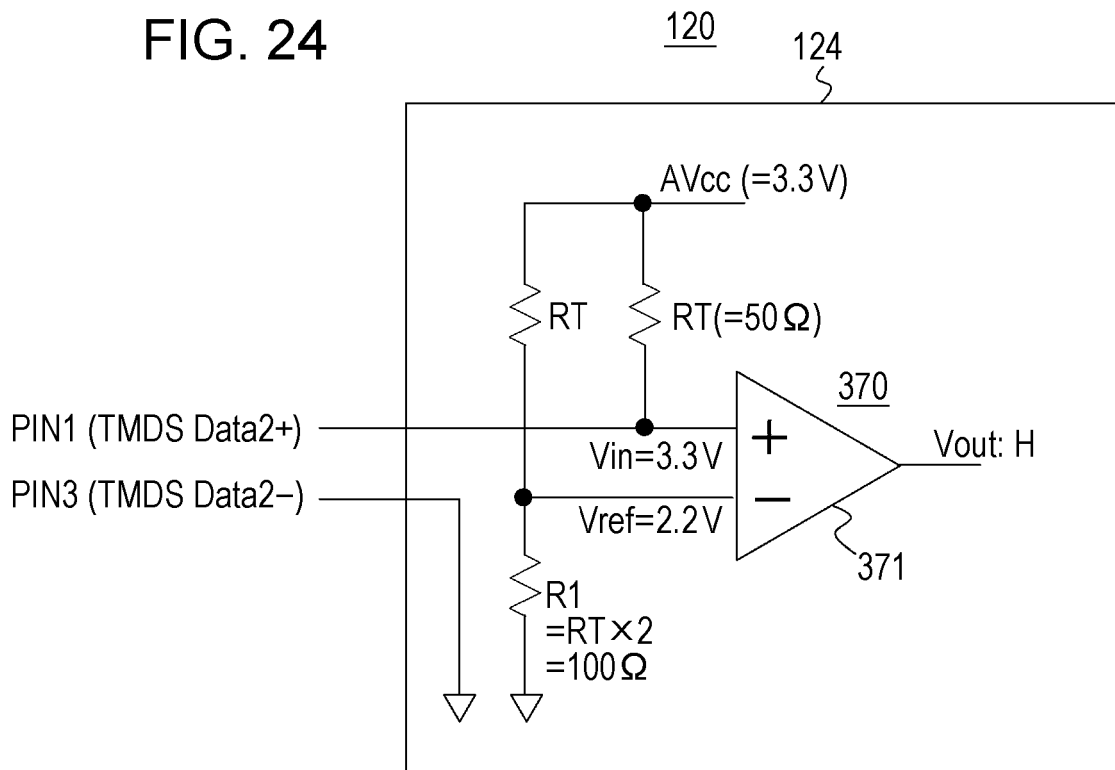 FIG. 24
120
124
AVcc (=3.3V)
RT
RT(=50Ω)
370
PIN1 (TMDS Data2+)
+
Vin=3.3V
Vout: H
PIN3 (TMDS Data2−)
−
Vref=2.2V
371
R1
=RT×2
=100Ω